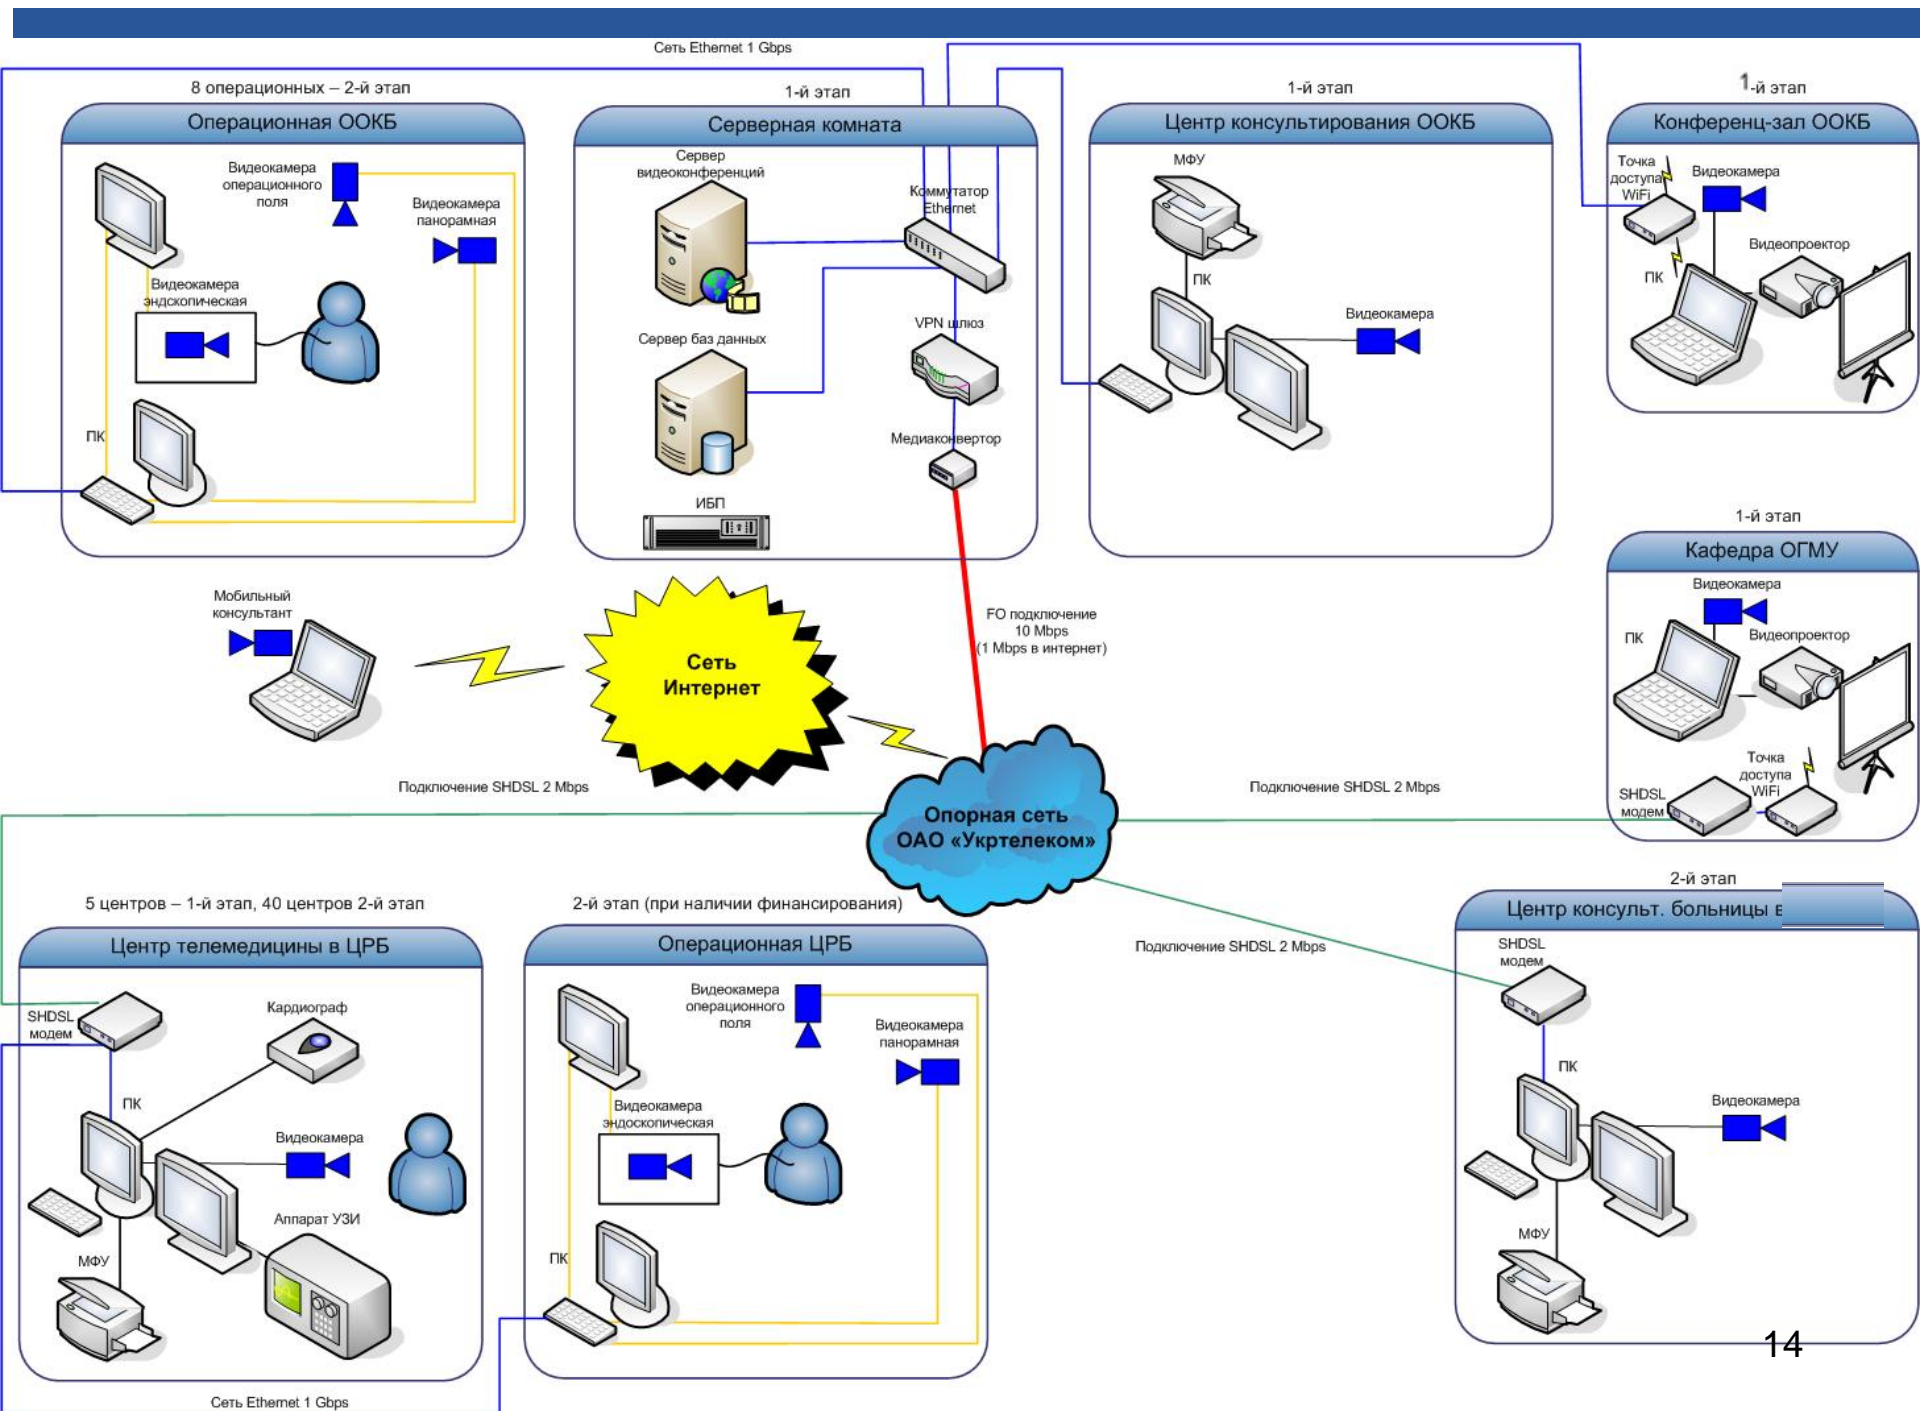 Сеть Ethernet 1 Gbps
8 операционных – 2-й этап
Операционная ООКБ
Видеокамера
операционного
поля
Видеокамера
панорамная
Видеокамера
эндскопическая
ПК
1-й этап
Серверная комната
Сервер
видеоконференций
Коммутатор
Ethernet
Сервер баз данных
VPN шлюз
Медиаконвертор
ИБП
1-й этап
Центр консультирования ООКБ
МФУ
ПК
Видеокамера
1-й этап
Конференц-зал ООКБ
Точка
доступа
WiFi
Видеокамера
Видеопроектор
ПК
1-й этап
Кафедра ОГМУ
Видеокамера
ПК
Видеопроектор
Точка
доступа
WiFi
SHDSL
модем
Мобильный
консультант
Сеть
Интернет
FO подключение
10 Mbps
(1 Mbps в интернет)
Подключение SHDSL 2 Mbps
Опорная сеть
ОАО «Укртелеком»
Подключение SHDSL 2 Mbps
Подключение SHDSL 2 Mbps
5 центров – 1-й этап, 40 центров 2-й этап
Центр телемедицины в ЦРБ
SHDSL
модем
Кардиограф
ПК
Видеокамера
Аппарат УЗИ
МФУ
Сеть Ethernet 1 Gbps
2-й этап (при наличии финансирования)
Операционная ЦРБ
Видеокамера
операционного
поля
Видеокамера
панорамная
Видеокамера
эндоскопическая
ПК
2-й этап
Центр консульт. больницы в
SHDSL
модем
ПК
Видеокамера
МФУ
14